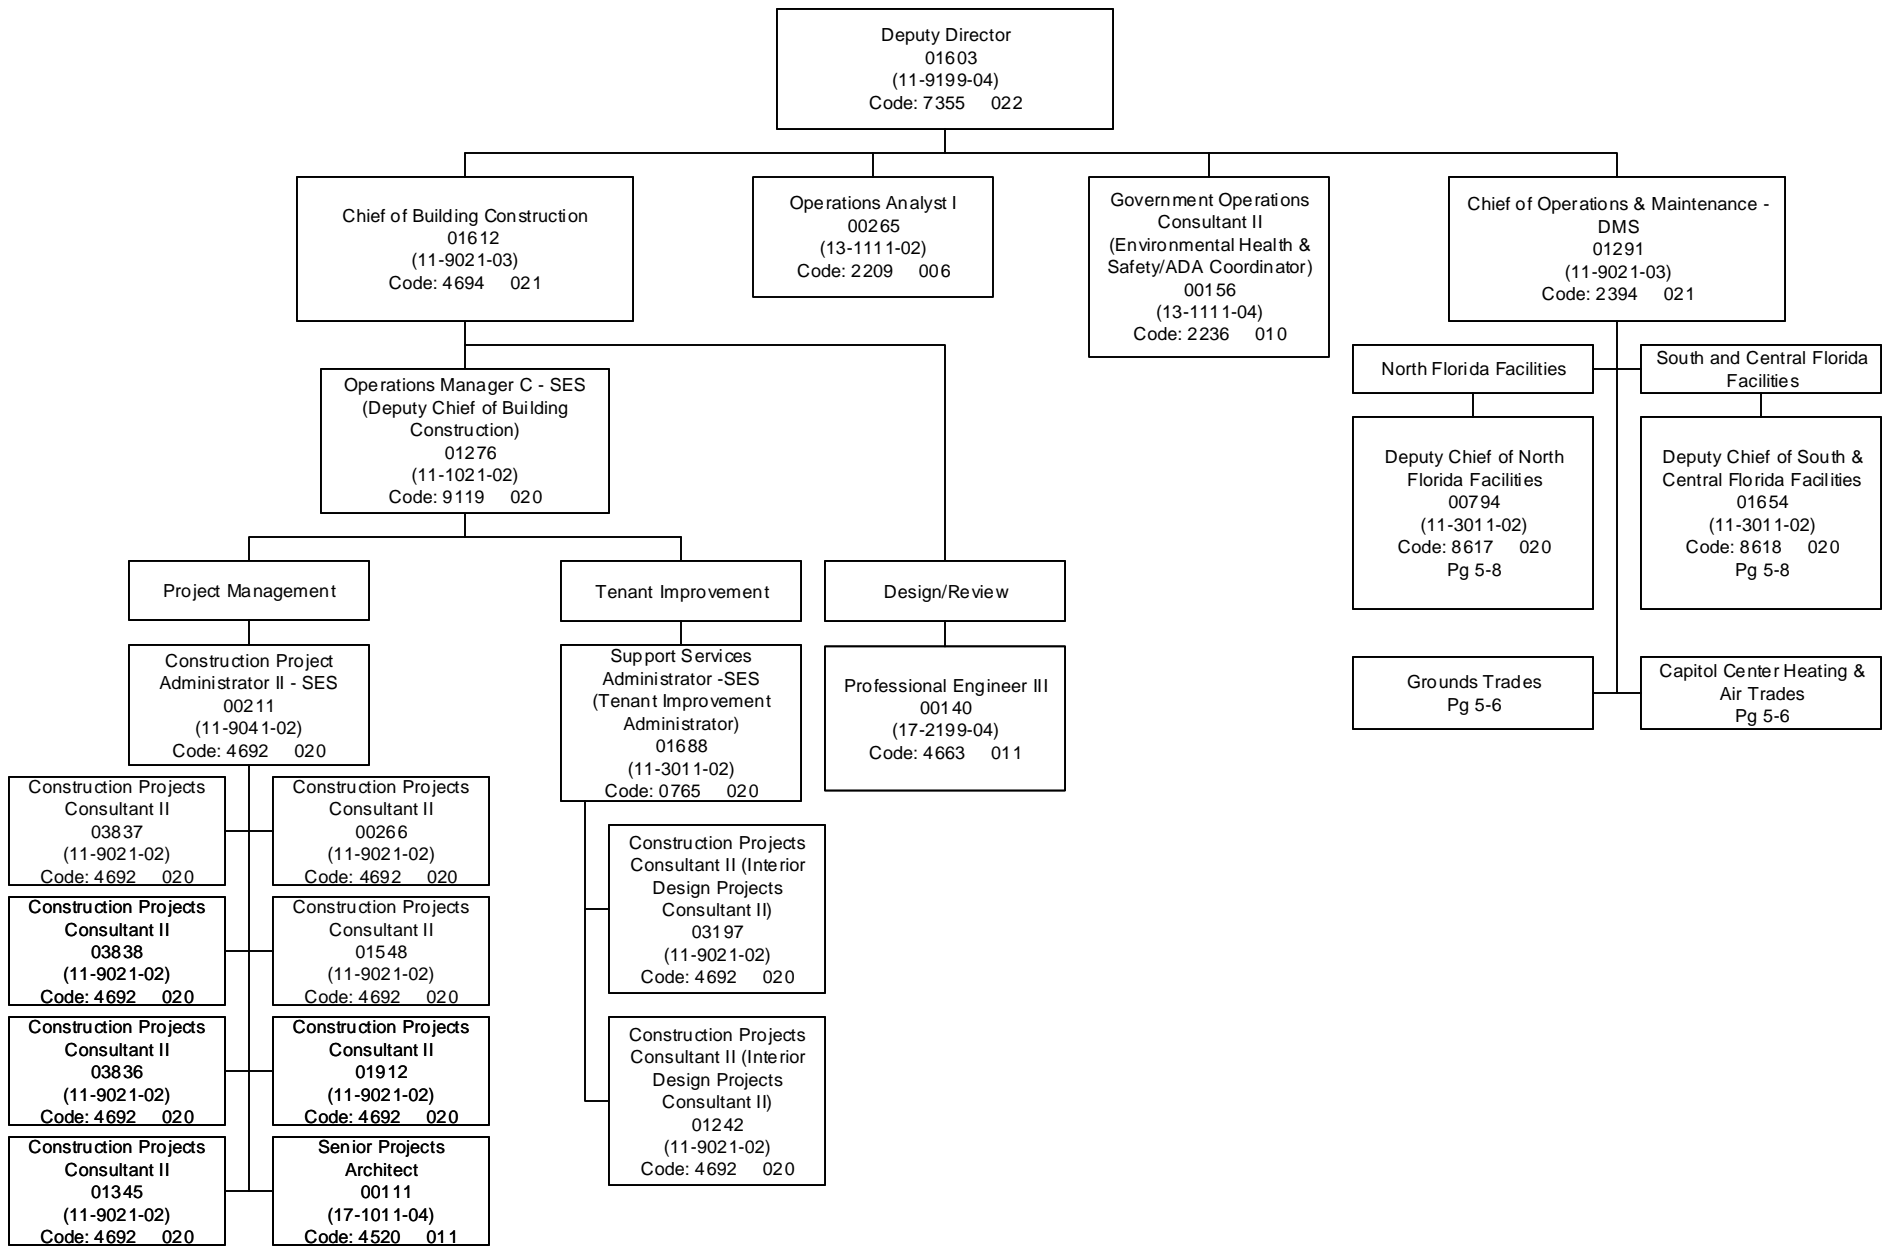 Deputy Director
01603
(11-9199-04)
Code: 7355 022
Chief of Building Construction
01612
(11-9021-03)
Code: 4694 021
Operations Analyst I
00265
(13-1111-02)
Code: 2209 006
Government Operations
Consultant II
(Environmental Health &
Safety/ADA Coordinator)
00156
(13-1111-04)
Code: 2236 010
Chief of Operations & Maintenance -
DMS
01291
(11-9021-03)
Code: 2394 021
Operations Manager C - SES
(Deputy Chief of Building
Construction)
01276
(11-1021-02)
Code: 9119 020
North Florida Facilities
South and Central Florida
Facilities
Deputy Chief of North
Florida Facilities
00794
(11-3011-02)
Code: 8617 020
Pg 5-8
Deputy Chief of South &
Central Florida Facilities
01654
(11-3011-02)
Code: 8618 020
Pg 5-8
Project Management
Tenant Improvement
Design/Review
Construction Project
Administrator II - SES
00211
(11-9041-02)
Code: 4692 020
Support Services
Administrator -SES
(Tenant Improvement
Administrator)
01688
(11-3011-02)
Code: 0765 020
Professional Engineer III
00140
(17-2199-04)
Code: 4663 011
Grounds Trades
Pg 5-6
Capitol Center Heating &
Air Trades
Pg 5-6
Construction Projects
Consultant II
03837
(11-9021-02)
Code: 4692 020
Construction Projects
Consultant II
00266
(11-9021-02)
Code: 4692 020
Construction Projects
Consultant II
03838
(11-9021-02)
Code: 4692 020
Construction Projects
Consultant II
01548
(11-9021-02)
Code: 4692 020
Construction Projects
Consultant II
03836
(11-9021-02)
Code: 4692 020
Construction Projects
Consultant II
01912
(11-9021-02)
Code: 4692 020
Construction Projects
Consultant II
01345
(11-9021-02)
Code: 4692 020
Senior Projects
Architect
00111
(17-1011-04)
Code: 4520 011
Construction Projects
Consultant II (Interior
Design Projects
Consultant II)
03197
(11-9021-02)
Code: 4692 020
Construction Projects
Consultant II (Interior
Design Projects
Consultant II)
01242
(11-9021-02)
Code: 4692 020